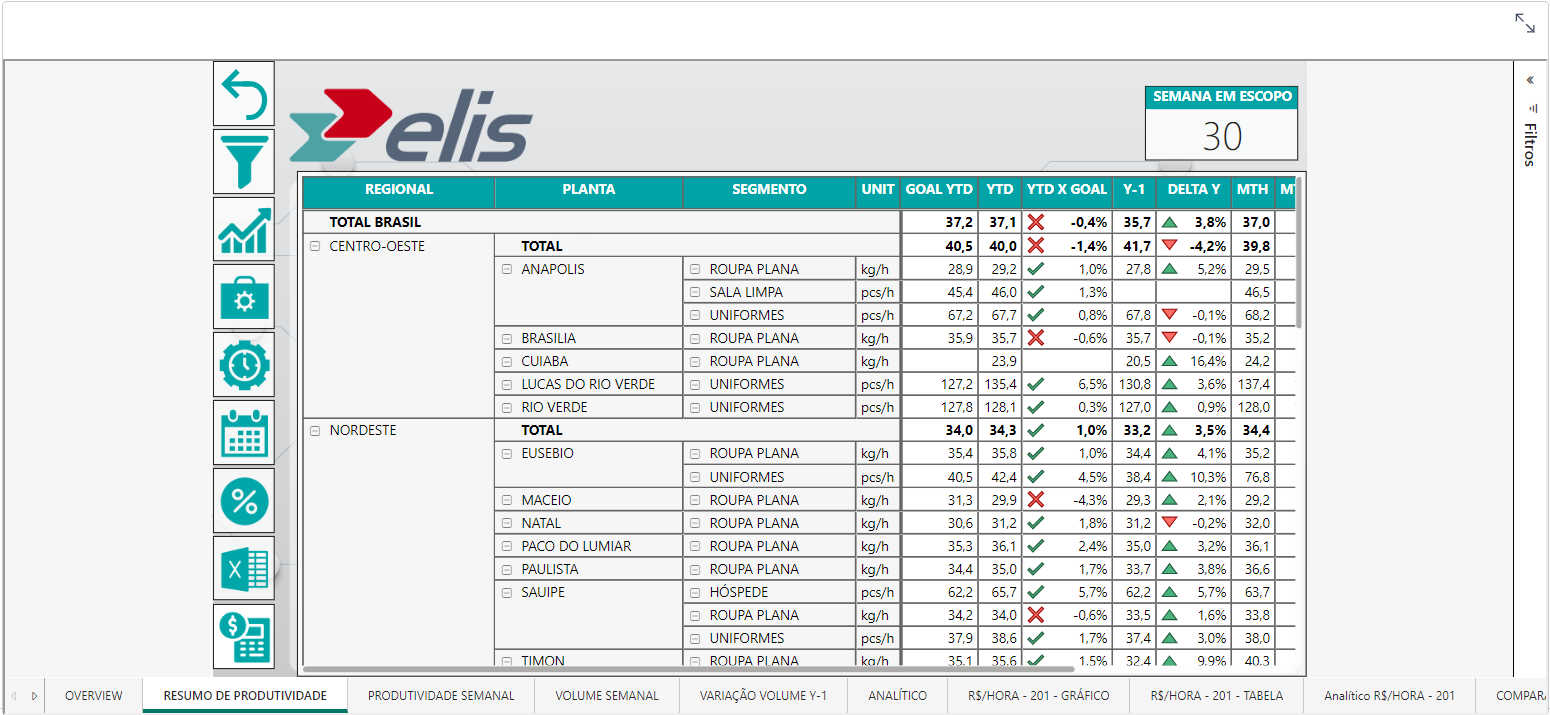 elis
SEMANA EM ESCOPO
30
« Filtros
REGIONAL PLANTA SEGMENTO UNIT GOAL YTD YTD YTD X GOAL Y-1 DELTA Y MTH
TOTAL BRASIL 37,2 37,1 -0,4% 35,7 3,8% 37,0
CENTRO-OESTE TOTAL 40,5 40,0 -1,4% 41,7 -4,2% 39,8
ANAPOLIS ROUPA PLANA kg/h 28,9 29,2 1,0% 27,8 5,2% 29,5
SALA LIMPA pcs/h 45,4 46,0 1,3% 46,5
UNIFORMES pcs/h 67,2 67,7 0,8% 67,8 -0,1% 68,2
BRASILIA ROUPA PLANA kg/h 35,9 35,7 -0,6% 35,7 -0,1% 35,2
CUIABA ROUPA PLANA kg/h 23,9 20,5 16,4% 24,2
LUCAS DO RIO VERDE UNIFORMES pcs/h 127,2 135,4 6,5% 130,8 3,6% 137,4
RIO VERDE UNIFORMES pcs/h 127,8 128,1 0,3% 127,0 0,9% 128,0
NORDESTE TOTAL 34,0 34,3 1,0% 33,2 3,5% 34,4
EUSEBIO ROUPA PLANA kg/h 35,4 35,8 1,0% 34,4 4,1% 35,2
UNIFORMES pcs/h 40,5 42,4 4,5% 38,4 10,3% 76,8
MACEIO ROUPA PLANA kg/h 31,3 29,9 -4,3% 29,3 2,1% 29,2
NATAL ROUPA PLANA kg/h 30,6 31,2 1,8% 31,2 -0,2% 32,0
PACO DO LUMIAR ROUPA PLANA kg/h 35,3 36,1 2,4% 35,0 3,2% 36,1
PAULISTA ROUPA PLANA kg/h 34,4 35,0 1,7% 33,7 3,8% 36,6
SAUIPE HÓSPEDE pcs/h 62,2 65,7 5,7% 62,2 5,7% 63,7
ROUPA PLANA kg/h 34,2 34,0 -0,6% 33,5 1,6% 33,8
UNIFORMES pcs/h 37,9 38,6 1,7% 37,4 3,0% 38,0
TIMON ROUPA PLANA kg/h 35,1 35,6 1,5% 32,4 9,9% 40,3
OVERVIEW RESUMO DE PRODUTIVIDADE PRODUTIVIDADE SEMANAL VOLUME SEMANAL VARIAÇÃO VOLUME Y-1 ANALÍTICO R$/HORA - 201 - GRÁFICO R$/HORA - 201 - TABELA Analítico R$/HORA - 201